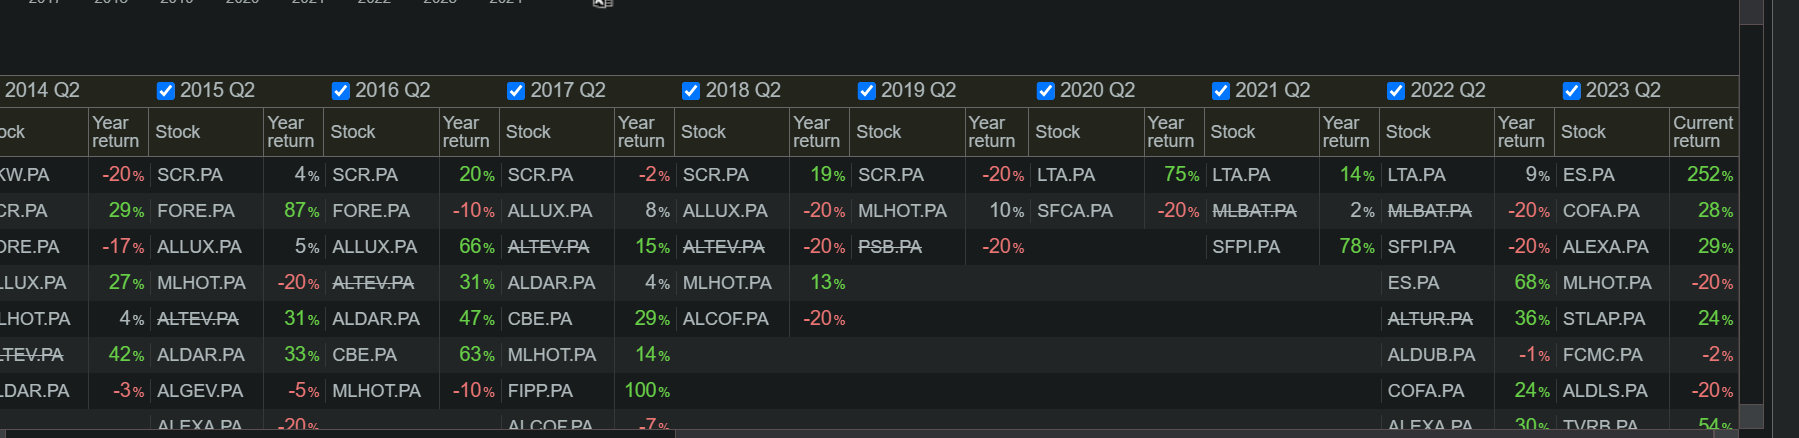 2017 2018 2019 2020 2021 2022 2023 2024
2014 Q2 2015 Q2 2016 Q2 2017 Q2 2018 Q2 2019 Q2 2020 Q2 2021 Q2 2022 Q2 2023 Q2
ock Year return Stock Year return Stock Year return Stock Year return Stock Year return Stock Year return Stock Year return Stock Year return Stock Year return Stock Current return
KW.PA -20% SCR.PA 4% SCR.PA 20% SCR.PA -2% SCR.PA 19% SCR.PA -20% LTA.PA 75% LTA.PA 14% LTA.PA 9% ES.PA 252%
CR.PA 29% FORE.PA 87% FORE.PA -10% ALLUX.PA 8% ALLUX.PA -20% MLHOT.PA 10% SFCA.PA -20% MLBAT.PA 2% MLBAT.PA -20% COFA.PA 28%
ORE.PA -17% ALLUX.PA 5% ALLUX.PA 66% ALTEV.PA 15% ALTEV.PA -20% PSB.PA -20% SFPI.PA 78% SFPI.PA -20% ALEXA.PA 29%
LLUX.PA 27% MLHOT.PA -20% ALTEV.PA 31% ALDAR.PA 4% MLHOT.PA 13% ES.PA 68% MLHOT.PA -20%
LHOT.PA 4% ALTEV.PA 31% ALDAR.PA 47% CBE.PA 29% ALCOF.PA -20% ALTUR.PA 36% STLAP.PA 24%
LTEV.PA 42% ALDAR.PA 33% CBE.PA 63% MLHOT.PA 14% ALDUB.PA -1% FCMC.PA -2%
LDAR.PA -3% ALGEV.PA -5% MLHOT.PA -10% FIPP.PA 100% COFA.PA 24% ALDLS.PA -20%
ALEXA.PA -20% ALCOF.PA -7% ALEXA.PA 30% TVRB.PA 54%